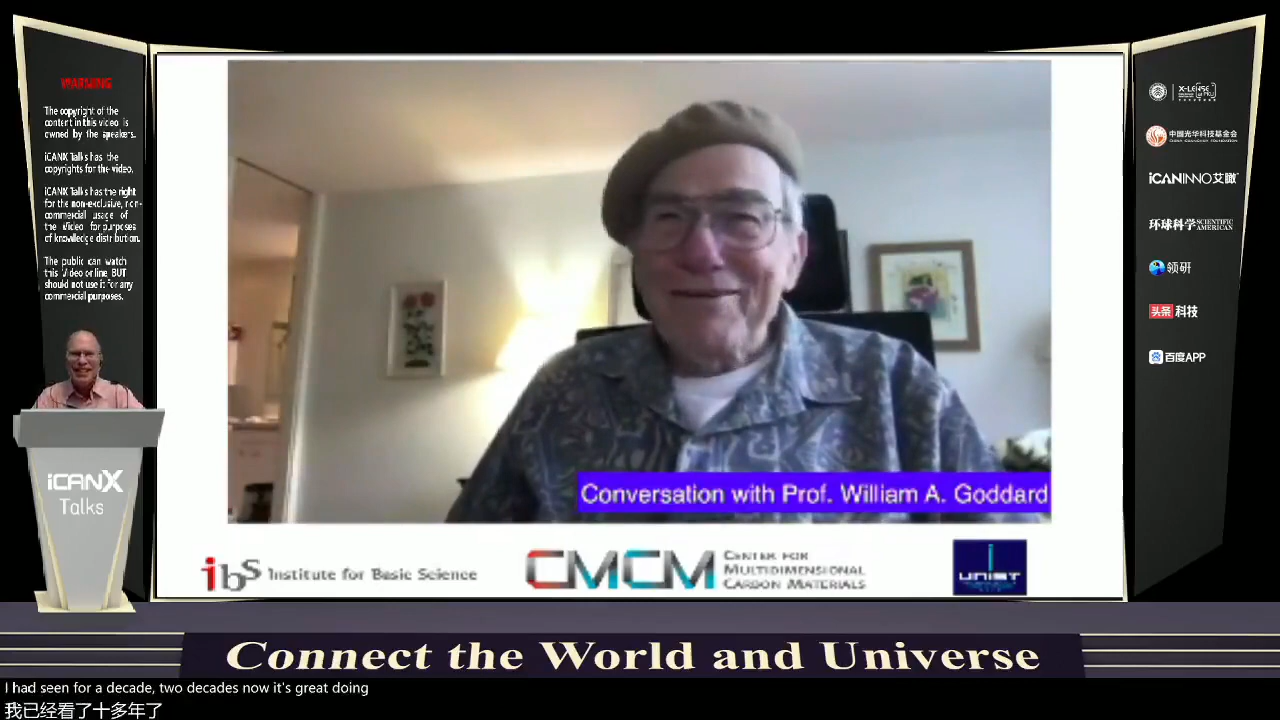 WARNING
The copyright of the
content in this video is
owned by the speakers.
iCANX Talks has the
copyrights for the video.
iCANX Talks has the right
for the non-exclusive, non-
commercial usage of
the Video for purposes
of knowledge distribution.
The public can watch
this Video online, BUT
should not use it for any
commercial purposes.
iCANX
Talks
Conversation with Prof. William A. Goddard
ibs Institute for Basic Science
CMCM
CENTER FOR
MULTIDIMENSIONAL
CARBON MATERIALS
UNIST
中国光华科技基金会
CHINA GUANGHUA FOUNDATION
iCANINNO艾瞰
环球科学 SCIENTIFIC AMERICAN
领研
头条 科技
百度APP
Connect the World and Universe
I had seen for a decade, two decades now it's great doing
我已经看了十多年了